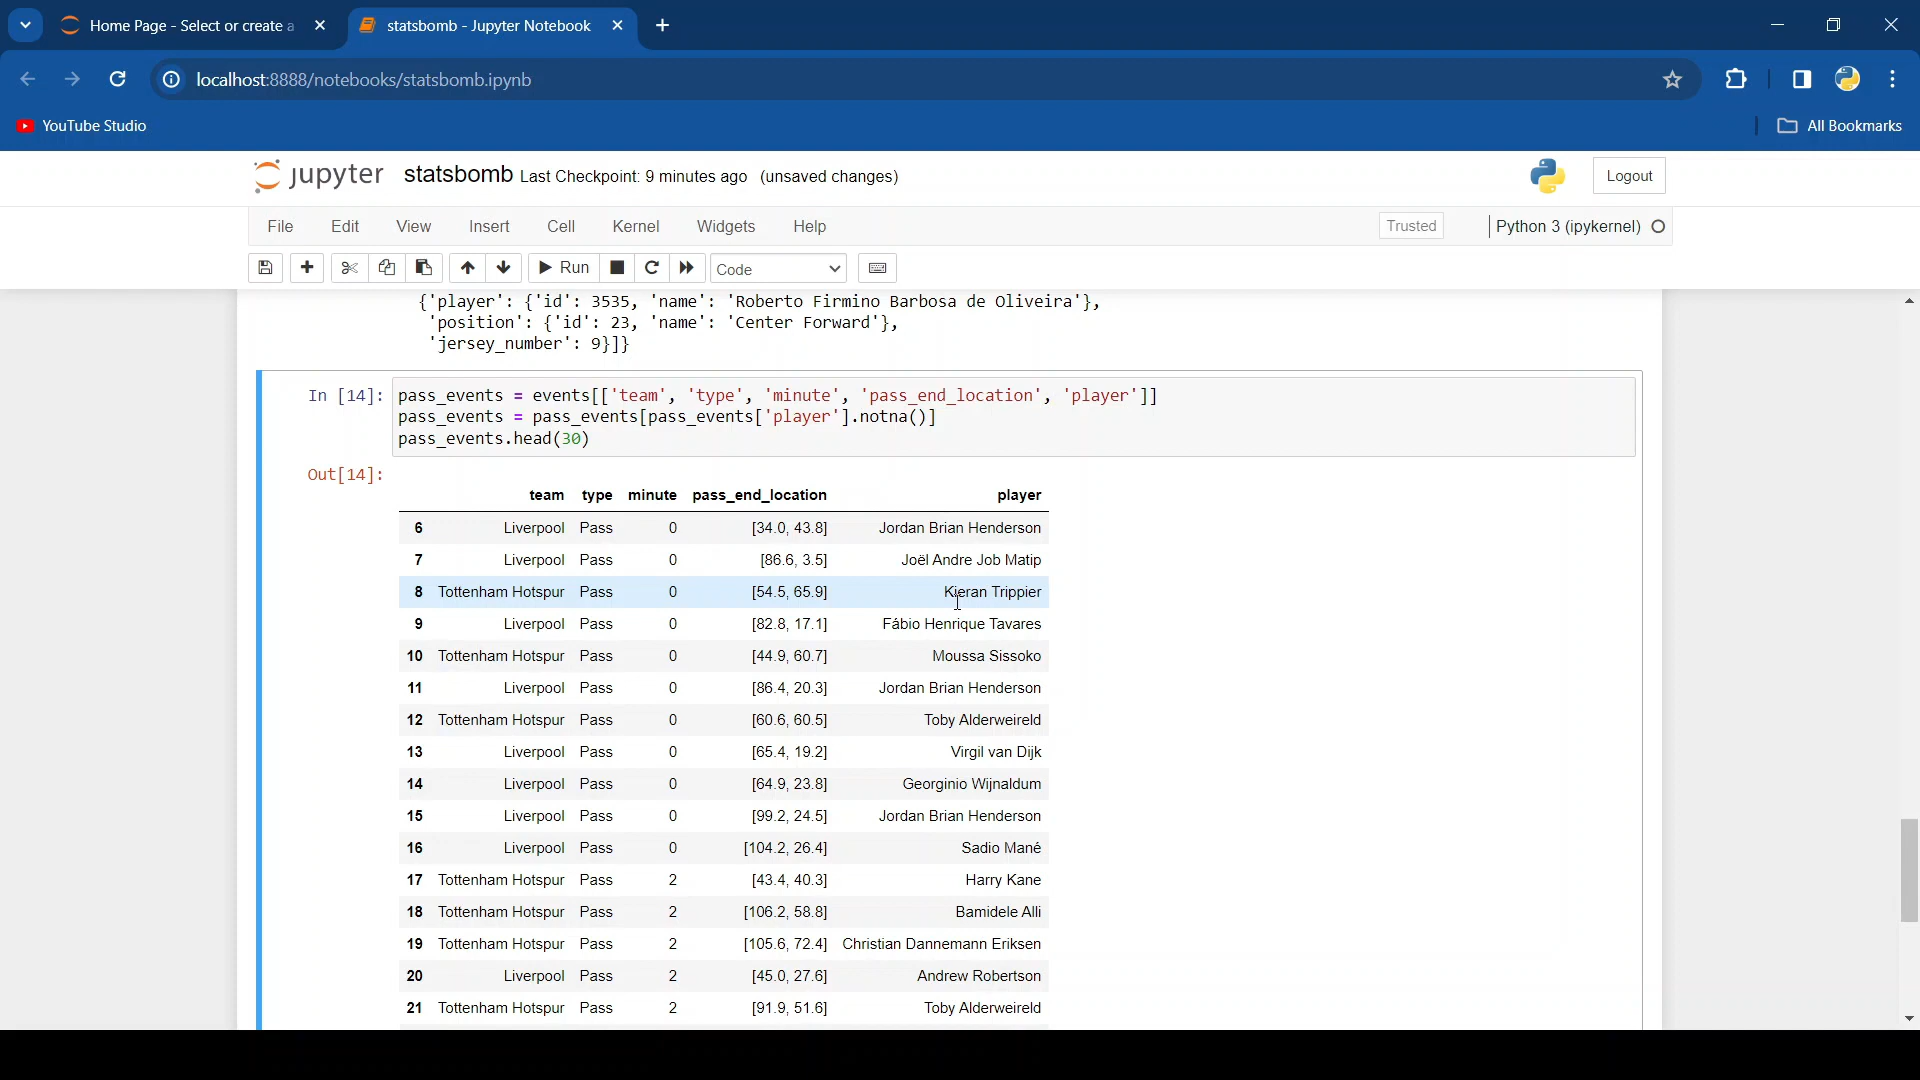 Home Page - Select or create a
statsbomb - Jupyter Notebook
localhost:8888/notebooks/statsbomb.ipynb
YouTube Studio
All Bookmarks
jupyter statsbomb Last Checkpoint: 9 minutes ago (unsaved changes)
Logout
File Edit View Insert Cell Kernel Widgets Help
Trusted
Python 3 (ipykernel)
Run
Code
{'player': {'id': 3535, 'name': 'Roberto Firmino Barbosa de Oliveira'},
'position': {'id': 23, 'name': 'Center Forward'},
'jersey_number': 9}]}
In [14]: pass_events = events[['team', 'type', 'minute', 'pass_end_location', 'player']]
pass_events = pass_events[pass_events['player'].notna()]
pass_events.head(30)
Out[14]:
team type minute pass_end_location player
6 Liverpool Pass 0 [34.0, 43.8] Jordan Brian Henderson
7 Liverpool Pass 0 [86.6, 3.5] Joël Andre Job Matip
8 Tottenham Hotspur Pass 0 [54.5, 65.9] Kieran Trippier
9 Liverpool Pass 0 [82.8, 17.1] Fábio Henrique Tavares
10 Tottenham Hotspur Pass 0 [44.9, 60.7] Moussa Sissoko
11 Liverpool Pass 0 [86.4, 20.3] Jordan Brian Henderson
12 Tottenham Hotspur Pass 0 [60.6, 60.5] Toby Alderweireld
13 Liverpool Pass 0 [65.4, 19.2] Virgil van Dijk
14 Liverpool Pass 0 [64.9, 23.8] Georginio Wijnaldum
15 Liverpool Pass 0 [99.2, 24.5] Jordan Brian Henderson
16 Liverpool Pass 0 [104.2, 26.4] Sadio Mané
17 Tottenham Hotspur Pass 2 [43.4, 40.3] Harry Kane
18 Tottenham Hotspur Pass 2 [106.2, 58.8] Bamidele Alli
19 Tottenham Hotspur Pass 2 [105.6, 72.4] Christian Dannemann Eriksen
20 Liverpool Pass 2 [45.0, 27.6] Andrew Robertson
21 Tottenham Hotspur Pass 2 [91.9, 51.6] Toby Alderweireld